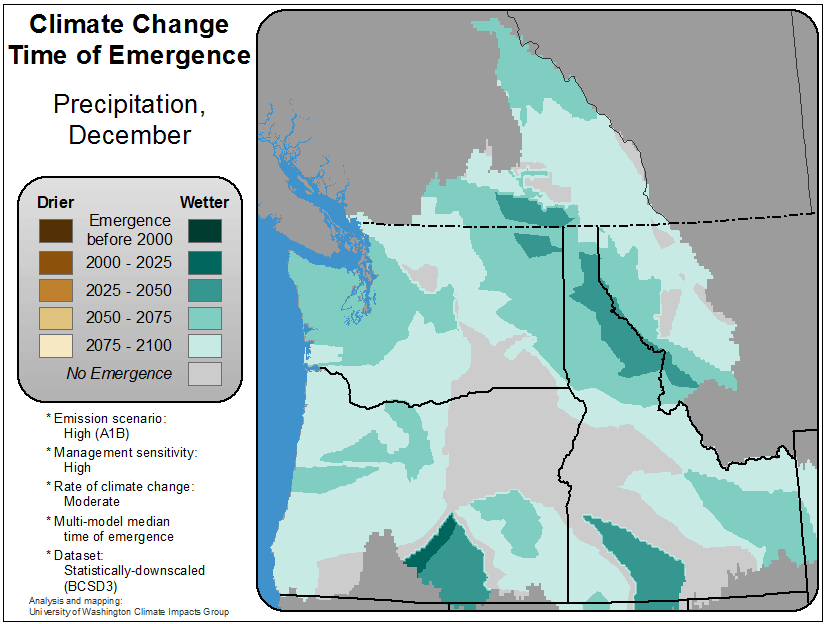 Climate Change
Time of Emergence
Precipitation,
December
Drier Wetter
Emergence
before 2000
2000 - 2025
2025 - 2050
2050 - 2075
2075 - 2100
No Emergence
* Emission scenario:
High (A1B)
* Management sensitivity:
High
* Rate of climate change:
Moderate
* Multi-model median
time of emergence
* Dataset:
Statistically-downscaled
(BCSD3)
Analysis and mapping:
University of Washington Climate Impacts Group